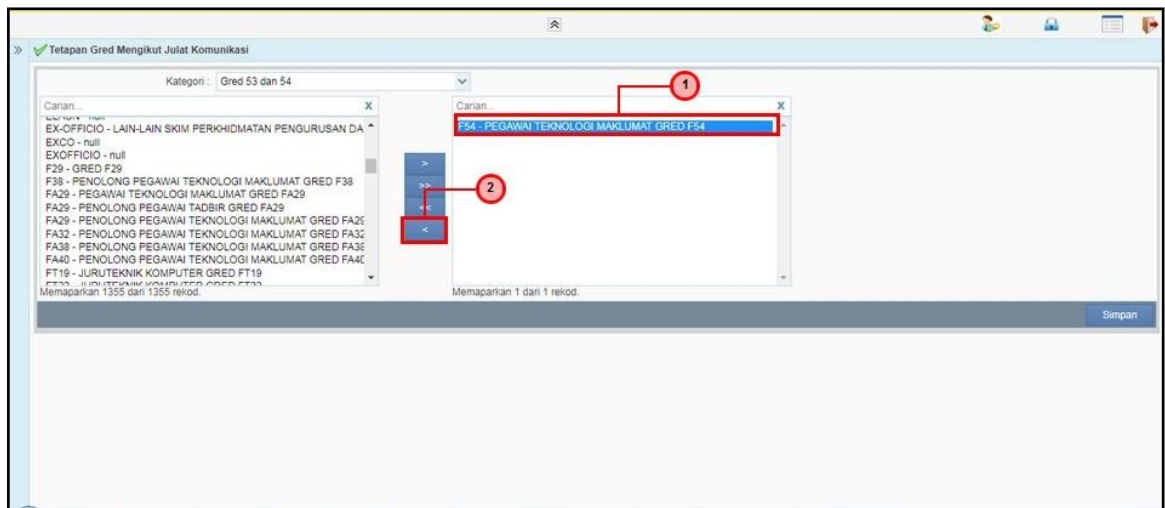 Tetapan Gred Mengikut Julat Komunikasi
Kategori : Gred 53 dan 54
Carian... X
EX-OFFICIO - LAIN-LAIN SKIM PERKHIDMATAN PENGURUSAN DA
EXCO - null
EXOFFICIO - null
F29 - GRED F29
F38 - PENOLONG PEGAWAI TEKNOLOGI MAKLUMAT GRED F38
FA29 - PEGAWAI TEKNOLOGI MAKLUMAT GRED FA29
FA29 - PENOLONG PEGAWAI TADBIR GRED FA29
FA29 - PENOLONG PEGAWAI TEKNOLOGI MAKLUMAT GRED FA29
FA32 - PENOLONG PEGAWAI TEKNOLOGI MAKLUMAT GRED FA32
FA38 - PENOLONG PEGAWAI TEKNOLOGI MAKLUMAT GRED FA38
FA40 - PENOLONG PEGAWAI TEKNOLOGI MAKLUMAT GRED FA40
FT19 - JURUTEKNIK KOMPUTER GRED FT19
Memaparkan 1355 dari 1355 rekod.
>
>>
<<
<
1
2
Carian... X
F54 - PEGAWAI TEKNOLOGI MAKLUMAT GRED F54
Memaparkan 1 dari 1 rekod.
Simpan